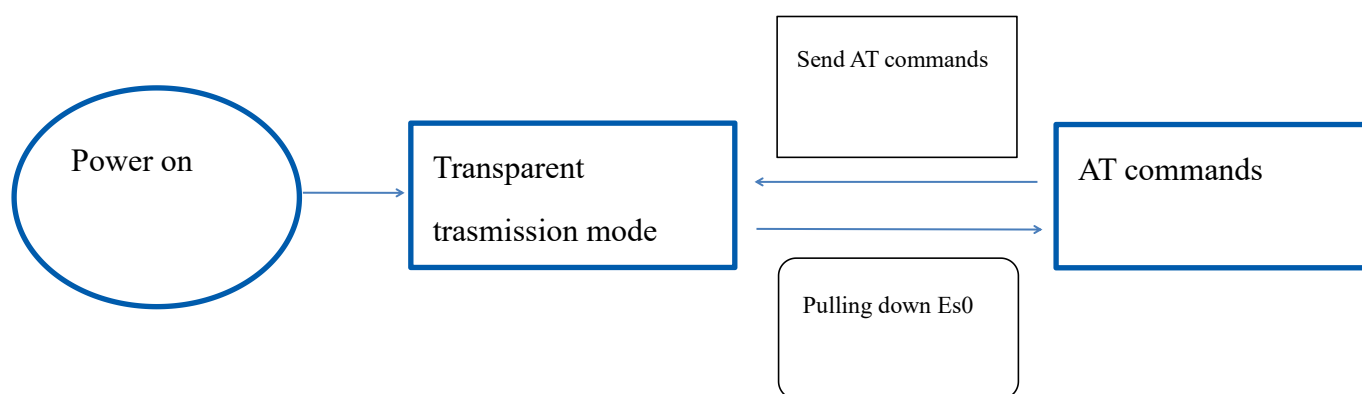 Send AT commands
Power on
Transparent
trasmission mode
AT commands
Pulling down Es0